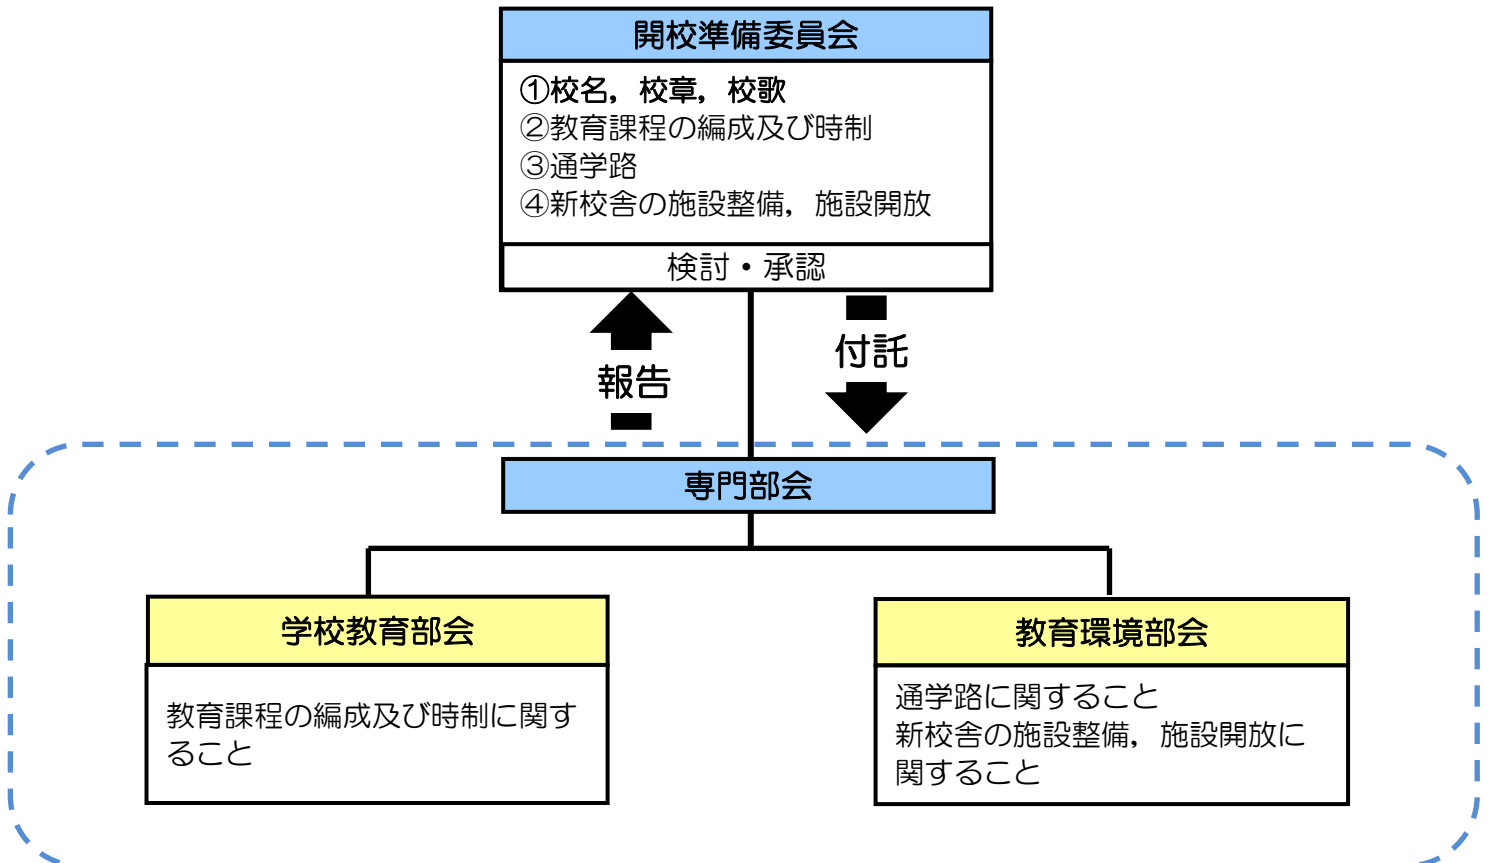 開校準備委員会
①校名，校章，校歌
②教育課程の編成及び時制
③通学路
④新校舎の施設整備，施設開放
検討・承認
付託
報告
専門部会
学校教育部会
教育課程の編成及び時制に関す
ること
教育環境部会
通学路に関すること
新校舎の施設整備，施設開放に
関すること